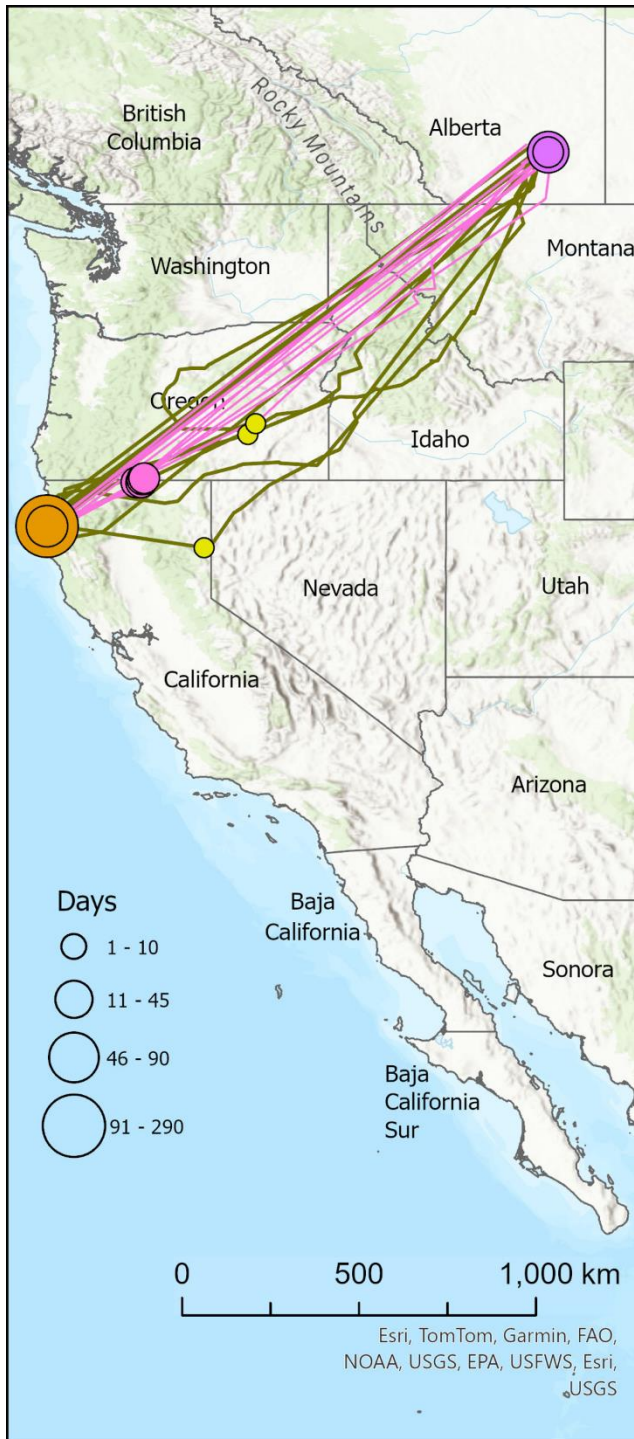 British
Columbia
Rocky Mountains
Alberta
Washington
Montana
Oregon
Idaho
Nevada
Utah
California
Arizona
Baja
California
Sonora
Baja
California
Sur
Days
1 - 10
11 - 45
46 - 90
91 - 290
0 500 1,000 km
Esri, TomTom, Garmin, FAO,
NOAA, USGS, EPA, USFWS, Esri,
USGS